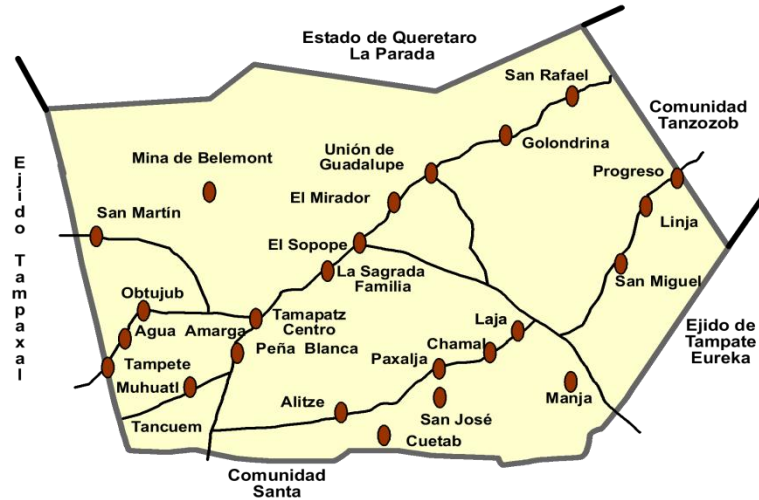 Estado de Queretaro
La Parada
San Rafael
Comunidad
Tanzozob
Golondrina
Unión de
Guadalupe
Mina de Belemont
Progreso
El Mirador
Linja
San Martín
El Sopope
La Sagrada
Familia
San Miguel
Ejido Tampaxal
Obtujub
Agua Amarga
Tamapatz
Centro
Laja
Ejido de
Tampate
Eureka
Tampete
Peña Blanca
Chamal
Paxalja
Muhuatl
Manja
Alitze
San José
Tancuem
Cuetab
Comunidad
Santa